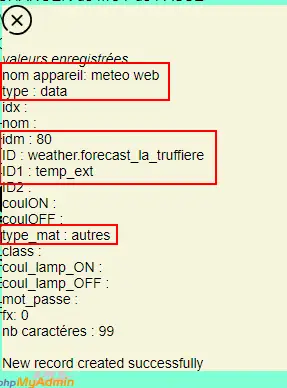 valeurs enregistrées
nom appareil: meteo web
type : data
idx :
nom :
idm : 80
ID : weather.forecast_la_truffiere
ID1 : temp_ext
ID2 :
coulON :
coulOFF :
type_mat : autres
class :
coul_lamp_ON :
coul_lamp_OFF :
mot_passe :
fx: 0
nb caractéres : 99
New record created successfully
phpMyAdmin